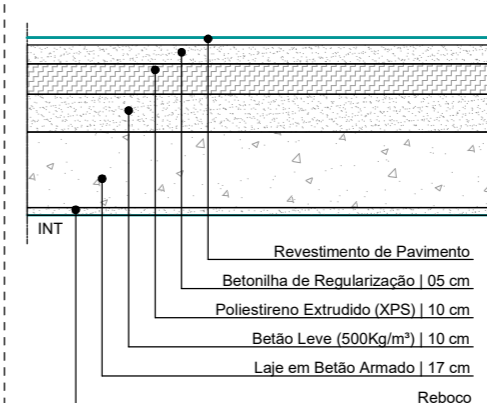 INT
Revestimento de Pavimento
Betonilha de Regularização | 05 cm
Poliestireno Extrudido (XPS) | 10 cm
Betão Leve (500Kg/m³) | 10 cm
Laje em Betão Armado | 17 cm
Reboco